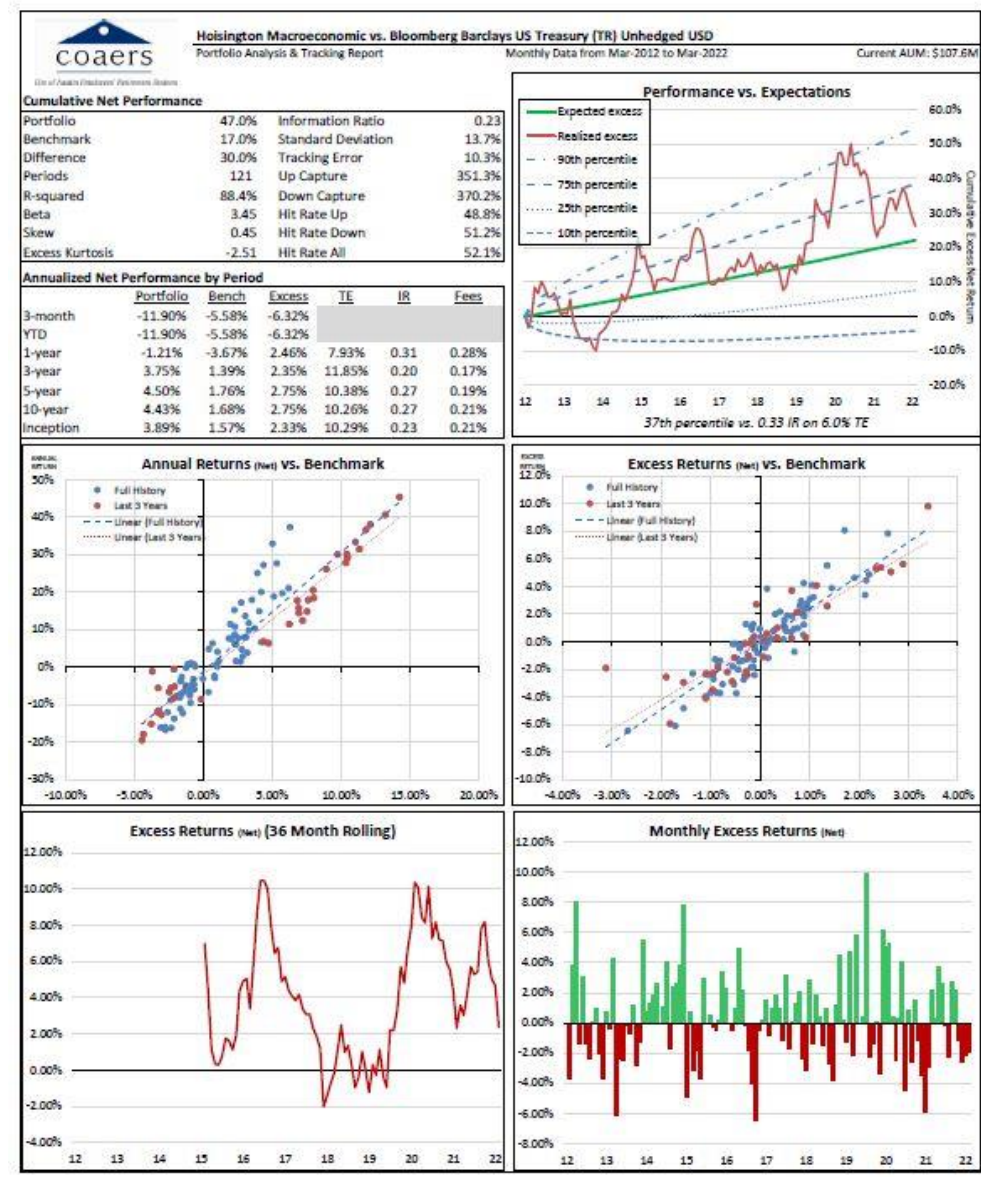 coaers
Hoisington Macroeconomic vs. Bloomberg Barclays US Treasury (TR) Unhedged USD
Portfolio Analysis & Tracking Report Monthly Data from Mar-2012 to Mar-2022 Current AUM: $107.6M
Cumulative Net Performance
Portfolio 47.0% Information Ratio 0.23
Benchmark 17.0% Standard Deviation 13.7%
Difference 30.0% Tracking Error 10.3%
Periods 121 Up Capture 351.3%
R-squared 88.4% Down Capture 370.2%
Beta 3.45 Hit Rate Up 48.8%
Skew 0.45 Hit Rate Down 51.2%
Excess Kurtosis -2.51 Hit Rate All 52.1%
Annualized Net Performance by Period
Portfolio Bench Excess TE IR Fees
3-month -11.90% -5.58% -6.32%
YTD -11.90% -5.58% -6.32%
1-year -1.21% -3.67% 2.46% 7.93% 0.31 0.28%
3-year 3.75% 1.39% 2.35% 11.85% 0.20 0.17%
5-year 4.50% 1.76% 2.75% 10.38% 0.27 0.19%
10-year 4.43% 1.68% 2.75% 10.26% 0.27 0.21%
Inception 3.89% 1.57% 2.33% 10.29% 0.23 0.21%
Performance vs. Expectations
Expected excess
Realized excess
90th percentile
75th percentile
25th percentile
10th percentile
60.0%
50.0%
40.0%
30.0%
20.0%
10.0%
0.0%
-10.0%
-20.0%
Cumulative Excess Net Return
12 13 14 15 16 17 18 19 20 21 22
37th percentile vs. 0.33 IR on 6.0% TE
ANNUAL
RETURN
Annual Returns (Net) vs. Benchmark
Full History
Last 3 Years
Linear (Full History)
Linear (Last 3 Years)
50%
40%
30%
20%
10%
0%
-10%
-20%
-30%
-10.00% -5.00% 0.00% 5.00% 10.00% 15.00% 20.00%
EXCESS
RETURN
Excess Returns (Net) vs. Benchmark
Full History
Last 3 Years
Linear (Full History)
Linear (Last 3 Years)
12.0%
10.0%
8.0%
6.0%
4.0%
2.0%
0.0%
-2.0%
-4.0%
-6.0%
-8.0%
-10.0%
-4.00% -3.00% -2.00% -1.00% 0.00% 1.00% 2.00% 3.00% 4.00%
Excess Returns (Net) (36 Month Rolling)
12.00%
10.00%
8.00%
6.00%
4.00%
2.00%
0.00%
-2.00%
-4.00%
12 13 14 15 16 17 18 19 20 21 22
Monthly Excess Returns (Net)
12.00%
10.00%
8.00%
6.00%
4.00%
2.00%
0.00%
-2.00%
-4.00%
-6.00%
-8.00%
12 13 14 15 16 17 18 19 20 21 22